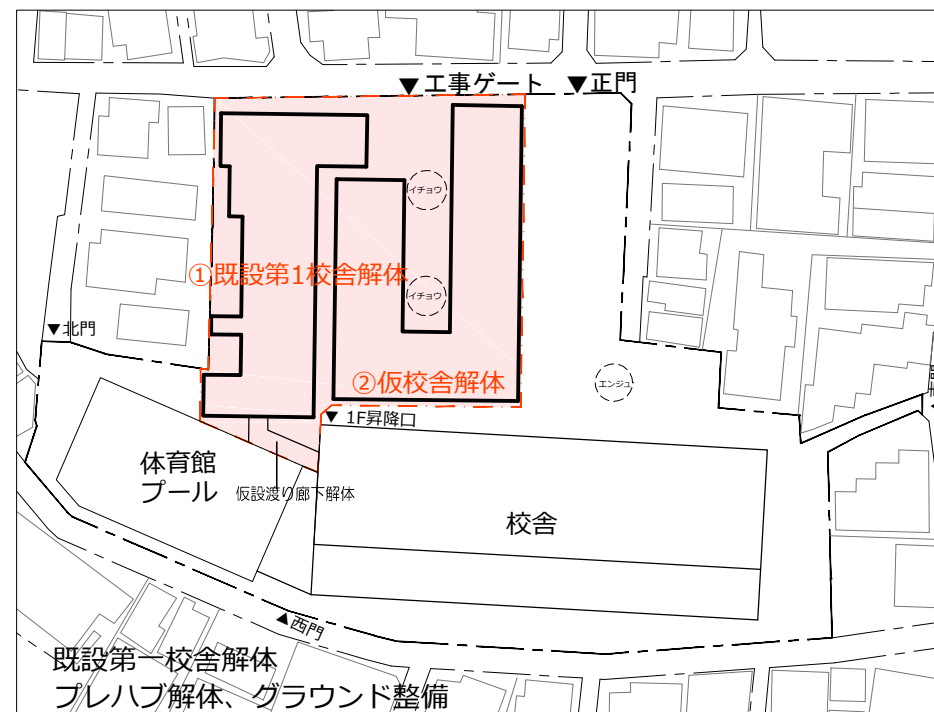 ▼工事ゲート ▼正門
イチョウ
①既設第1校舎解体
イチョウ
▼北門
②仮校舎解体
エンジュ
▼ 1F昇降口
体育館
プール
仮設渡り廊下解体
校舎
▲西門
既設第一校舎解体
プレハブ解体、グラウンド整備